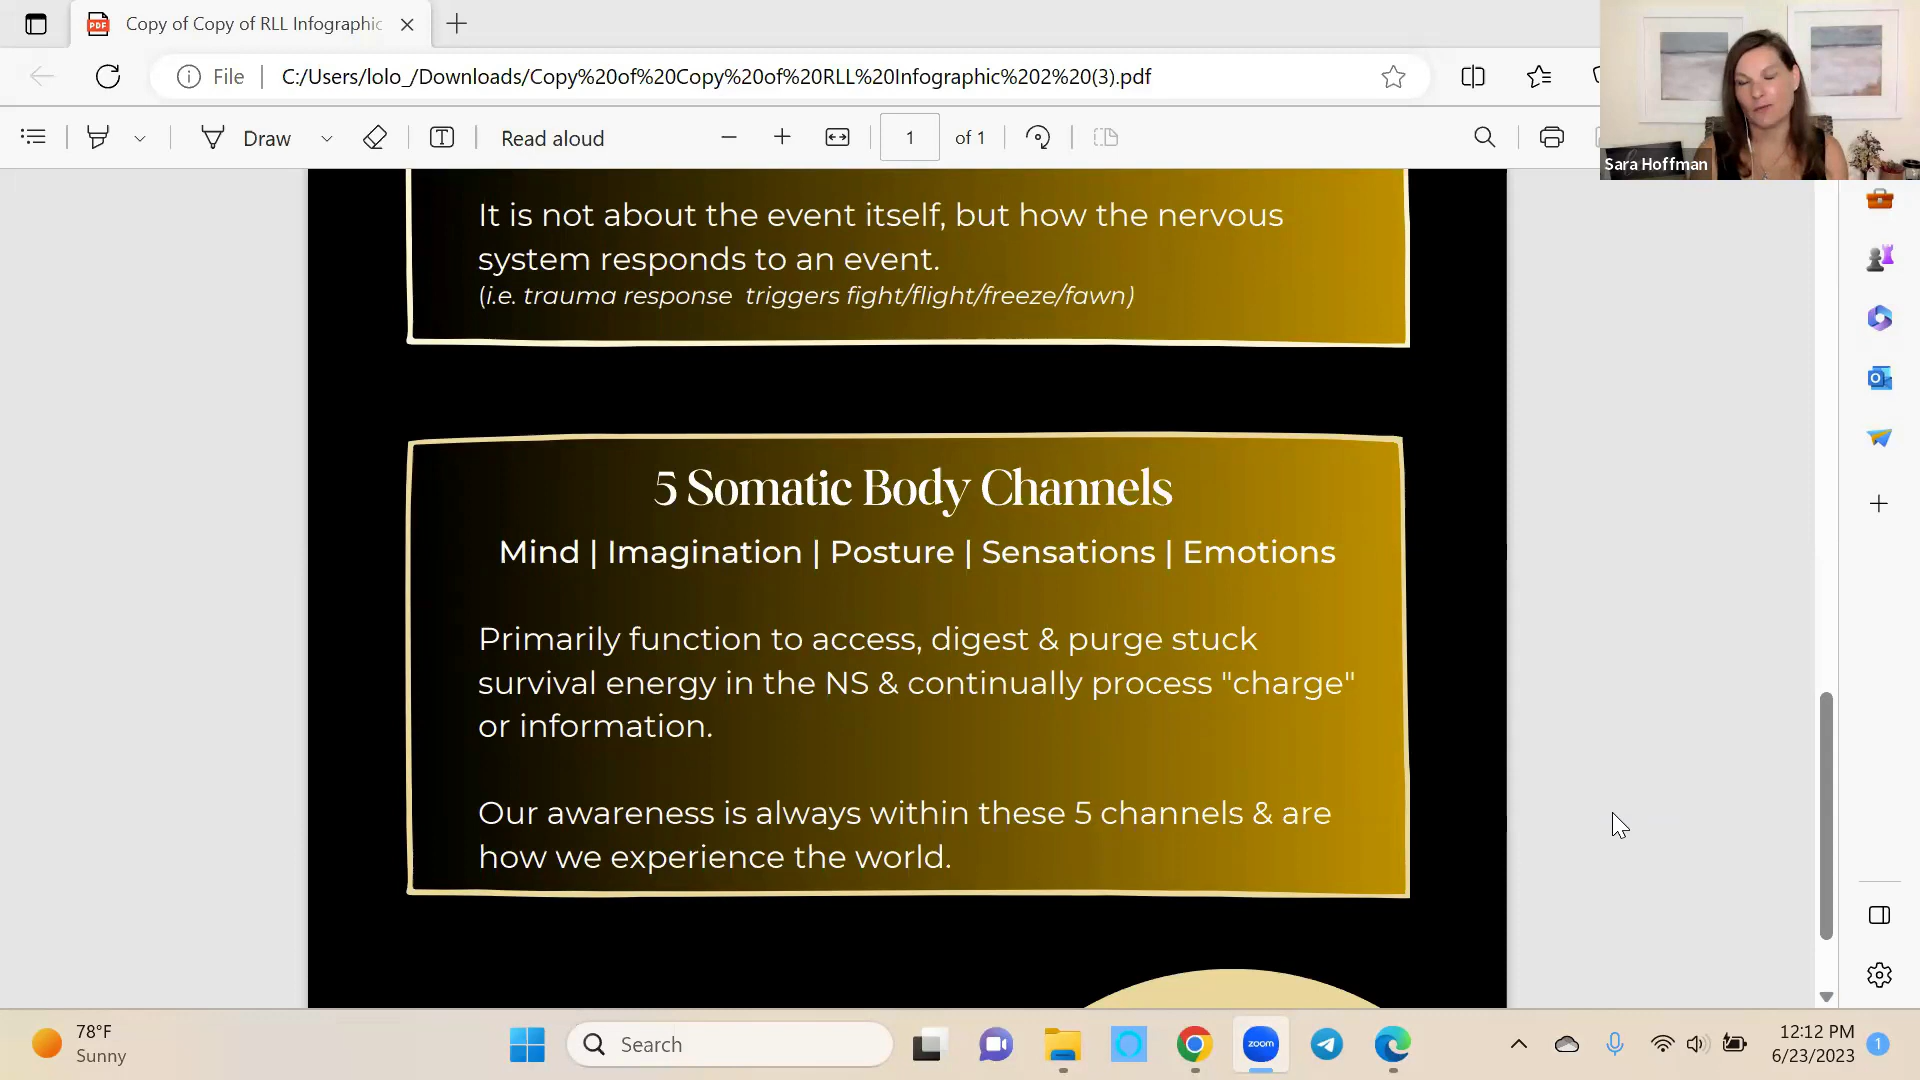 Copy of Copy of RLL Infographic
File
C:/Users/lolo_/Downloads/Copy%20of%20Copy%20of%20RLL%20Infographic%202%20(3).pdf
Draw
Read aloud
1
of 1
Sara Hoffman
It is not about the event itself, but how the nervous
system responds to an event.
(i.e. trauma response triggers fight/flight/freeze/fawn)
5 Somatic Body Channels
Mind | Imagination | Posture | Sensations | Emotions
Primarily function to access, digest & purge stuck
survival energy in the NS & continually process "charge"
or information.
Our awareness is always within these 5 channels & are
how we experience the world.
78°F
Sunny
Search
zoom
12:12 PM
6/23/2023
1